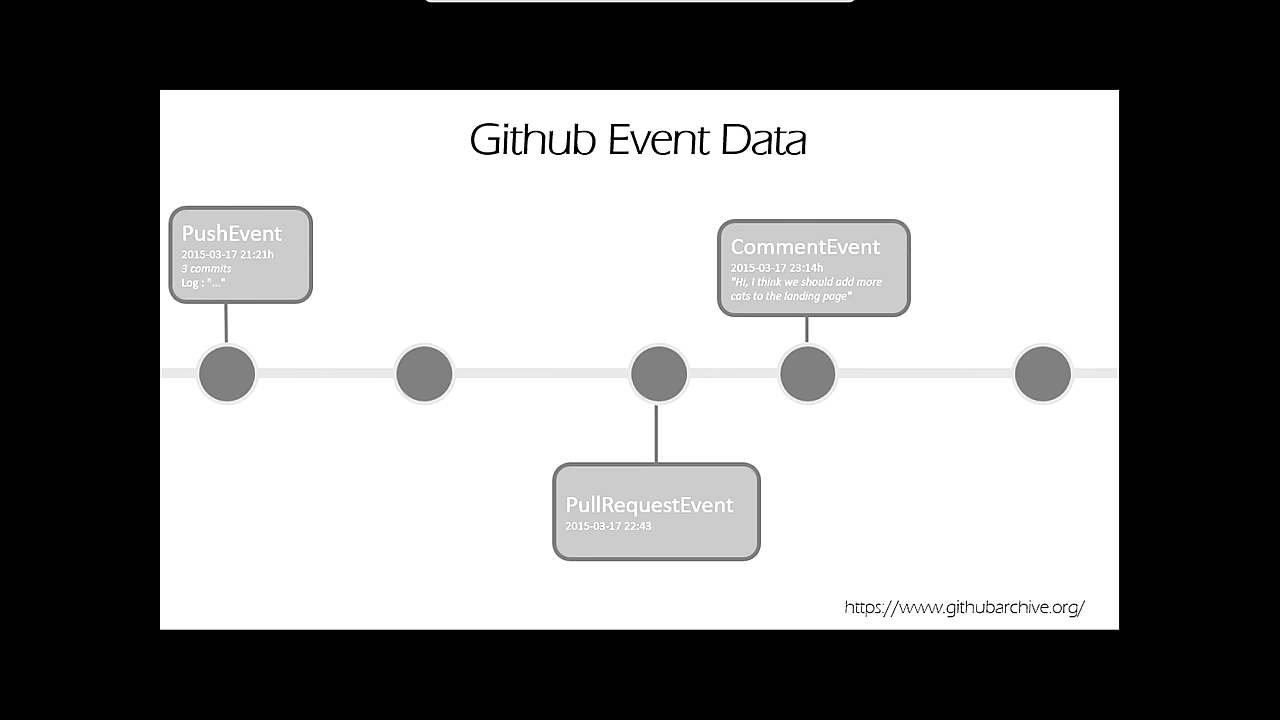 Github Event Data
PushEvent
2015-03-17 21:21h
3 commits
Log : "..."
CommentEvent
2015-03-17 23:14h
"Hi, I think we should add more
cats to the landing page"
PullRequestEvent
2015-03-17 22:43
https://www.githubarchive.org/